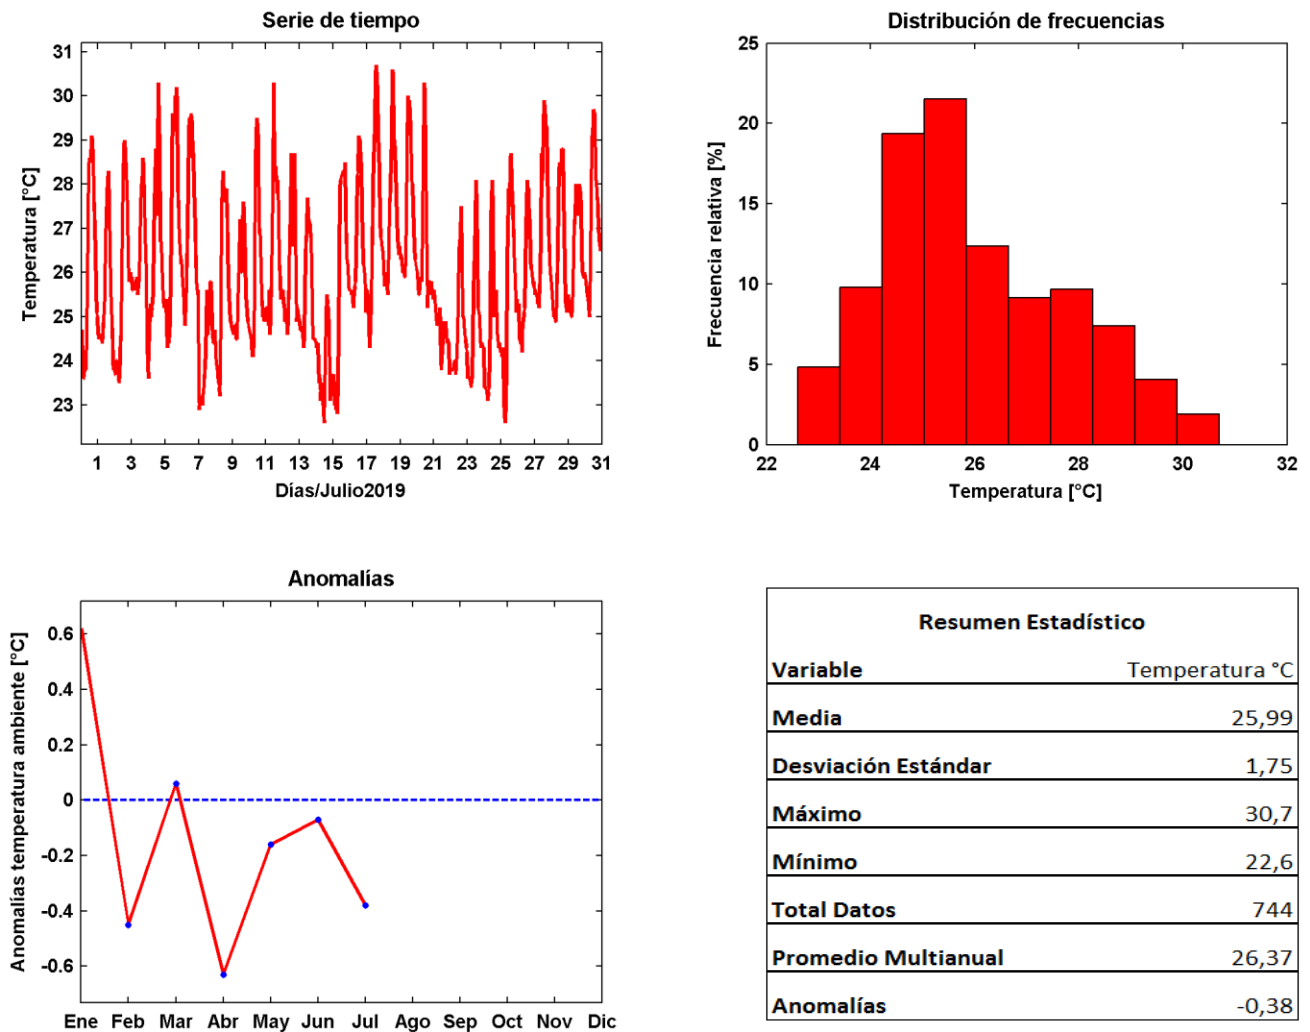 Serie de tiempo
31
30
29
28
27
26
25
24
23
Temperatura [°C]
1 3 5 7 9 11 13 15 17 19 21 23 25 27 29 31
Días/Julio2019
Distribución de frecuencias
25
20
15
10
5
0
Frecuencia relativa [%]
22 24 26 28 30 32
Temperatura [°C]
Anomalías
0.6
0.4
0.2
0
-0.2
-0.4
-0.6
Anomalías temperatura ambiente [°C]
Ene Feb Mar Abr May Jun Jul Ago Sep Oct Nov Dic
Resumen Estadístico
Variable Temperatura °C
Media 25,99
Desviación Estándar 1,75
Máximo 30,7
Mínimo 22,6
Total Datos 744
Promedio Multianual 26,37
Anomalías -0,38